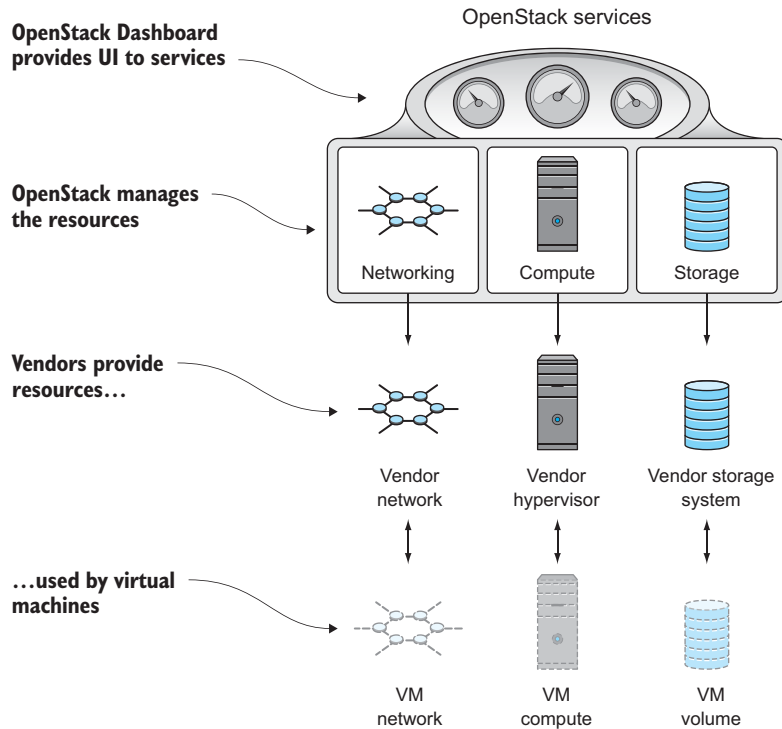 OpenStack services
OpenStack Dashboard
provides UI to services
OpenStack manages
the resources
Networking
Compute
Storage
Vendors provide
resources…
Vendor
network
Vendor
hypervisor
Vendor storage
system
…used by virtual
machines
VM
network
VM
compute
VM
volume